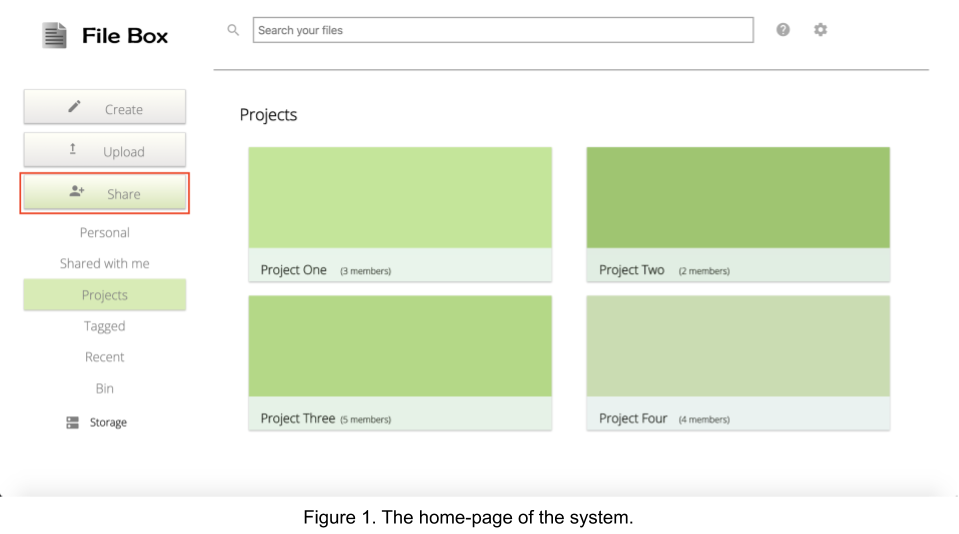 File Box
Search your files
Create
Upload
Share
Personal
Shared with me
Projects
Tagged
Recent
Bin
Storage
Projects
Project One (3 members)
Project Two (2 members)
Project Three (5 members)
Project Four (4 members)
Figure 1. The home-page of the system.